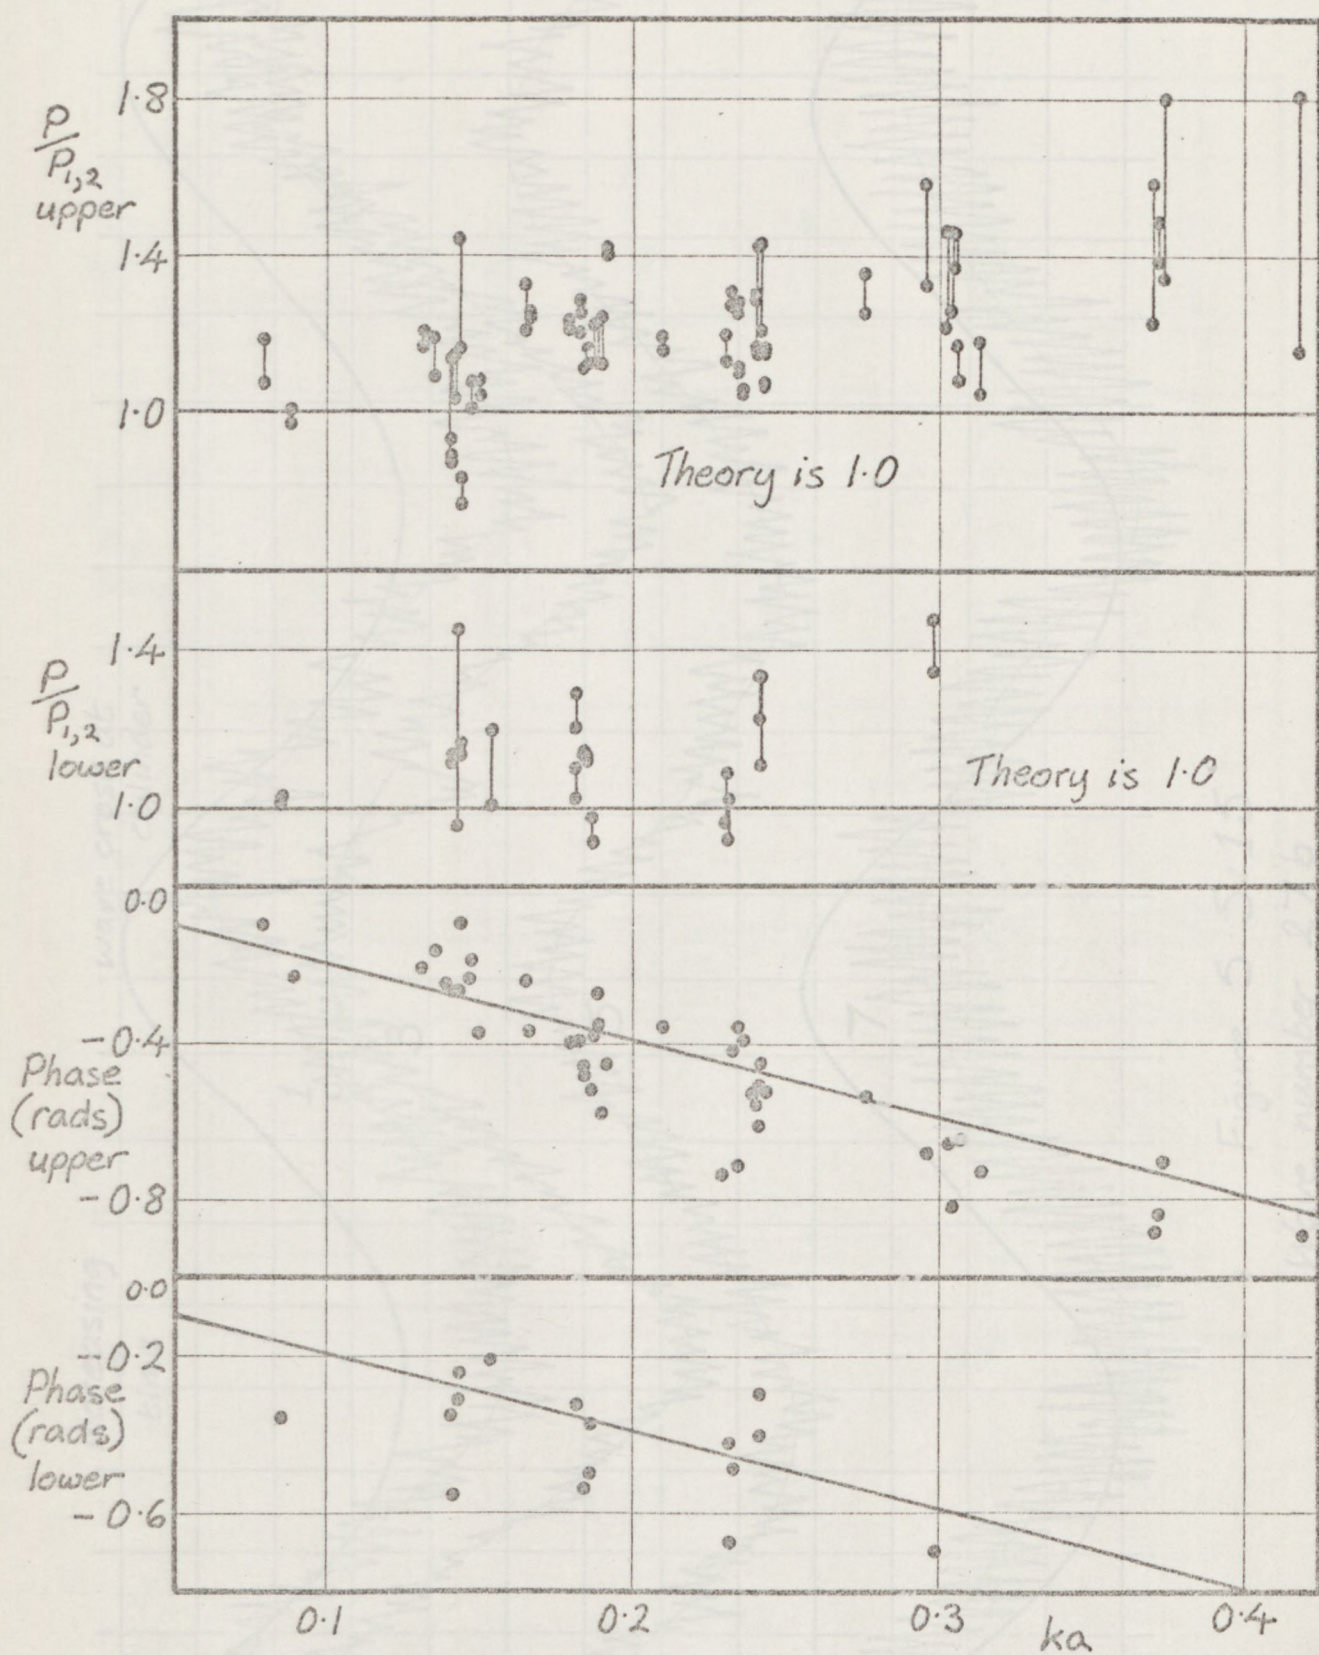 1.8
P
P1,2
upper
1.4
1.0
Theory is 1.0
1.4
P
P1,2
lower
Theory is 1.0
1.0
0.0
-0.4
Phase
(rads)
upper
-0.8
0.0
-0.2
Phase
(rads)
lower
-0.6
0.1 0.2 0.3 0.4
ka